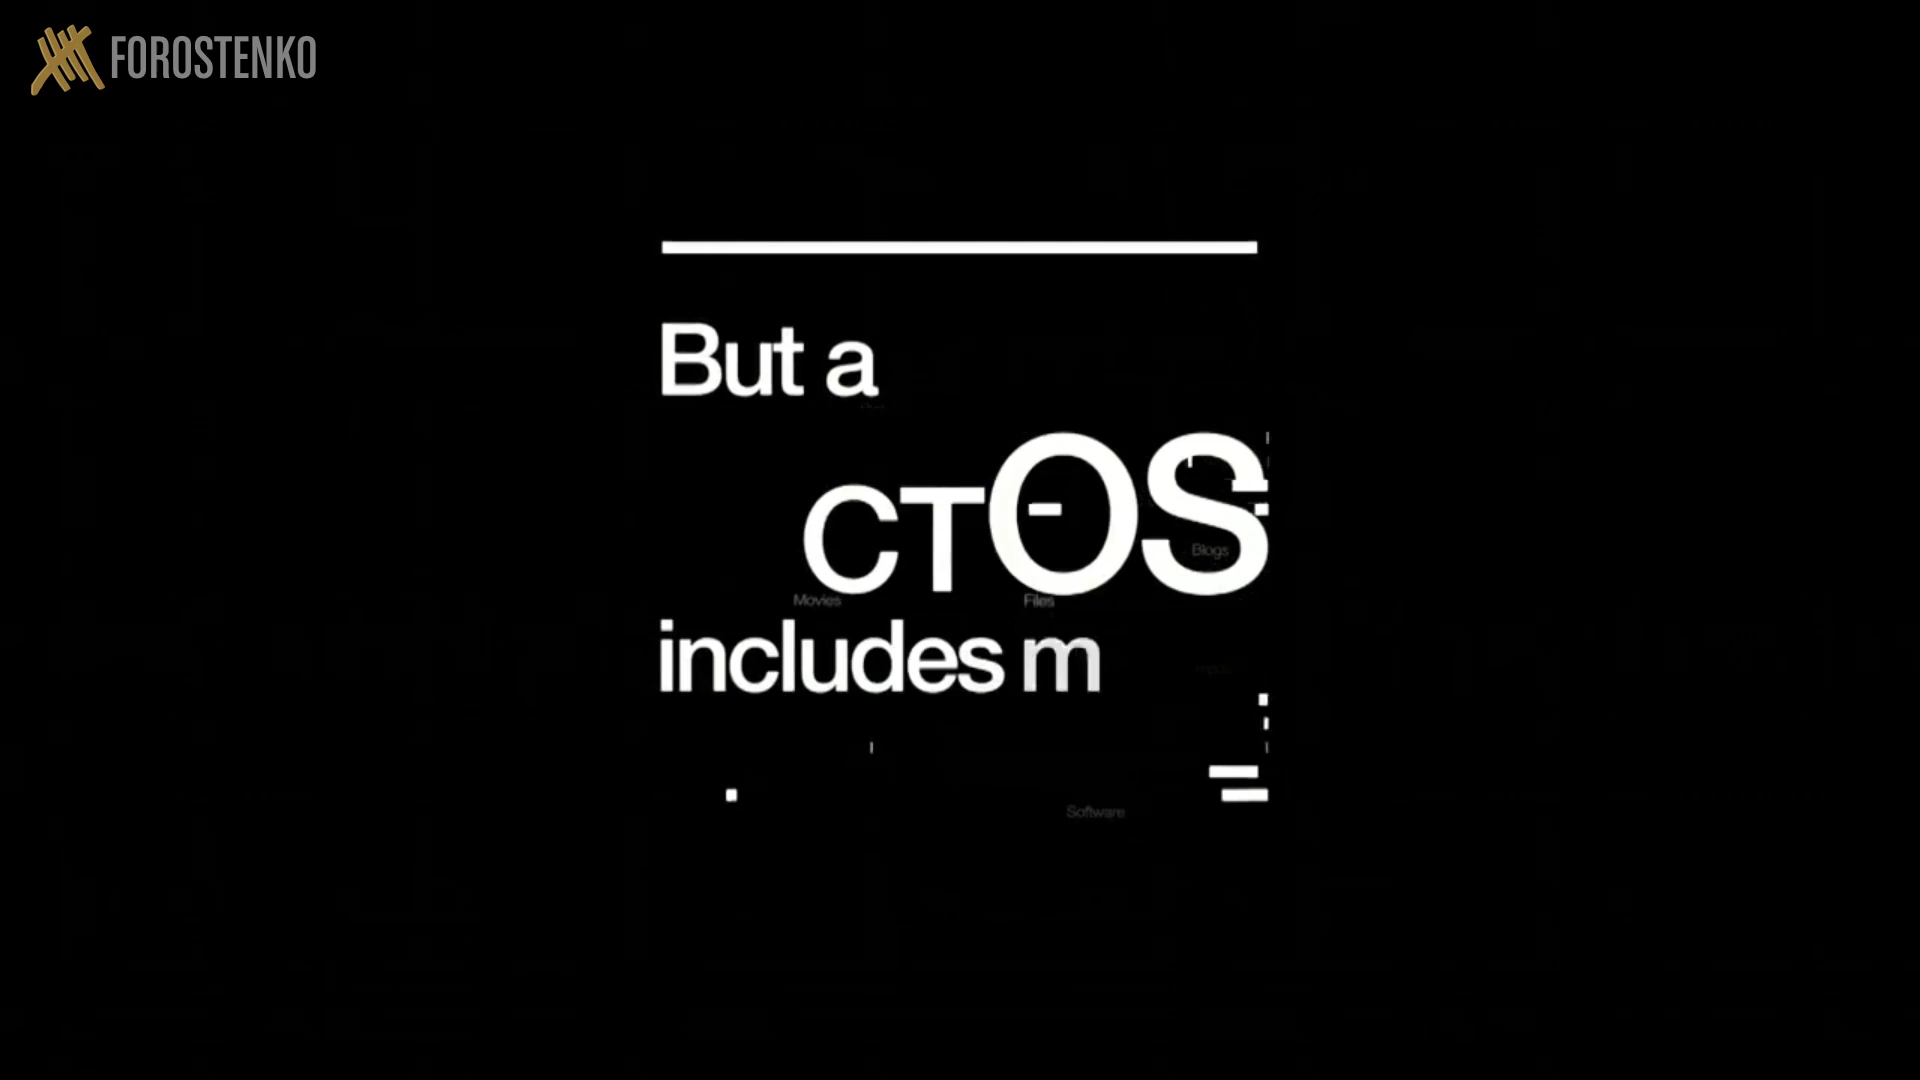 FOROSTENKO
But a
CTOS
Blogs
Movies Files
includes m
Software